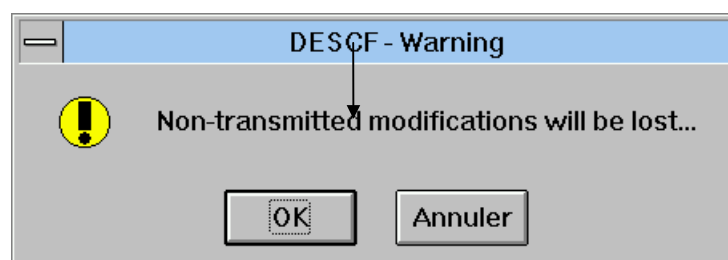 DESCF - Warning
Non-transmitted modifications will be lost...
OK
Annuler